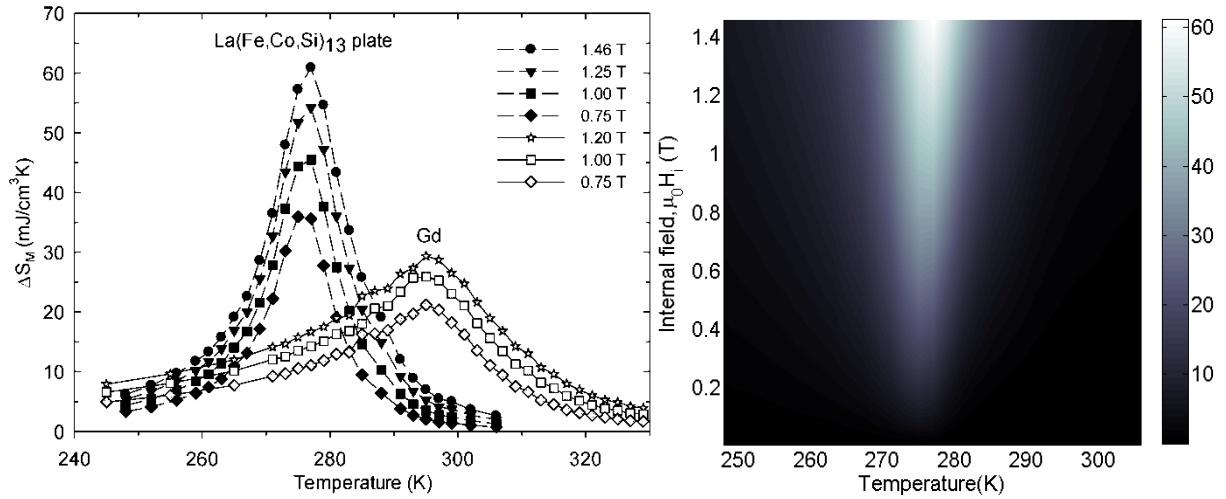 70
60
50
40
30
20
10
0
ΔS_M (mJ/cm³K)
La(Fe,Co,Si)₁₃ plate
1.46 T
1.25 T
1.00 T
0.75 T
1.20 T
1.00 T
0.75 T
Gd
240 260 280 300 320
Temperature (K)
1.4
1.2
1
0.8
0.6
0.4
0.2
Internal field, μ₀Hᵢ (T)
250 260 270 280 290 300
Temperature(K)
60
50
40
30
20
10